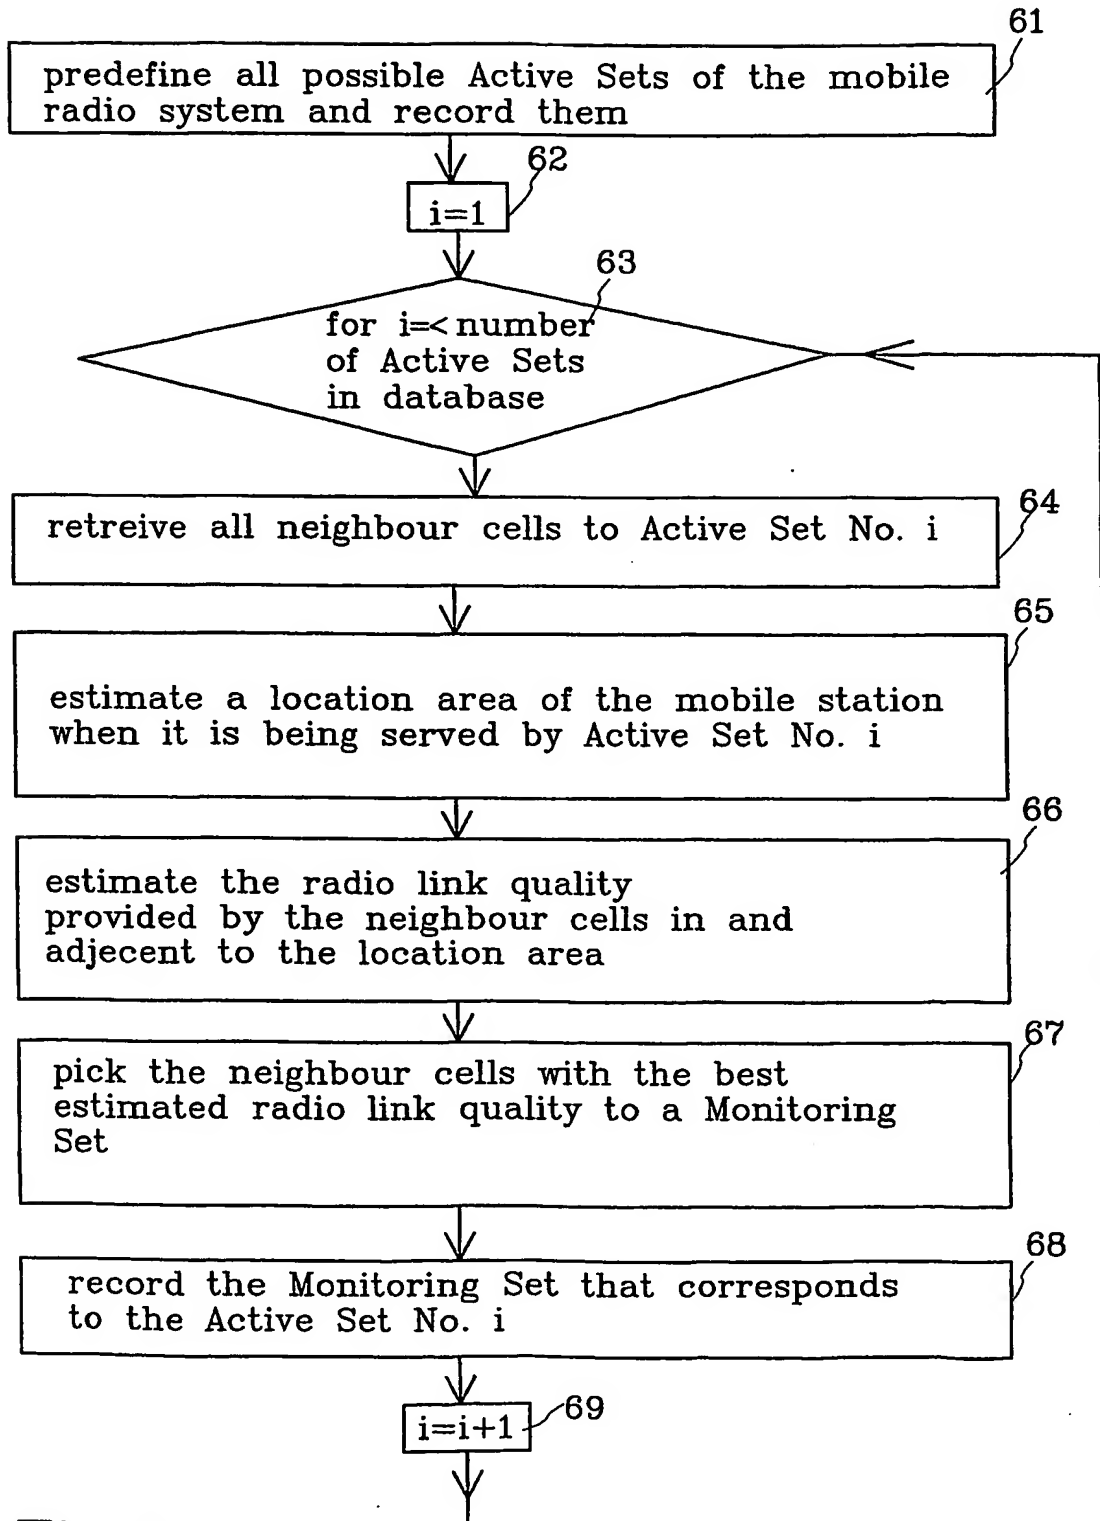 61
predefine all possible Active Sets of the mobile
radio system and record them
62
i=1
63
for i=< number
of Active Sets
in database
64
retreive all neighbour cells to Active Set No. i
65
estimate a location area of the mobile station
when it is being served by Active Set No. i
66
estimate the radio link quality
provided by the neighbour cells in and
adjecent to the location area
67
pick the neighbour cells with the best
estimated radio link quality to a Monitoring
Set
68
record the Monitoring Set that corresponds
to the Active Set No. i
69
i=i+1